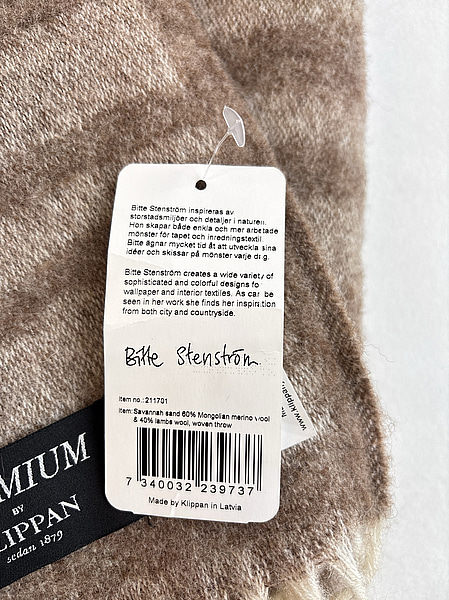 Bitte Stenström inspireras av
storstadsmiljöer och detaljer i naturen.
Hon skapar både enkla och mer arbetade
mönster för tapet och inredningstextil.
Bitte ägnar mycket tid åt att utveckla sina
idéer och skissar på mönster varje dag.
Bitte Stenström creates a wide variety of
sophisticated and colorful designs fo
wallpaper and interior textiles. As can be
seen in her work she finds her inspiration
from both city and countryside.
Bitte Stenström
Item no.: 211701
Item: Savannah sand 60% Mongolian merino wool
& 40% lambs wool, woven throw
7 340032 239737
Made by Klippan in Latvia
www.klippan
MIUM
BY
LIPPAN
sedan 1879